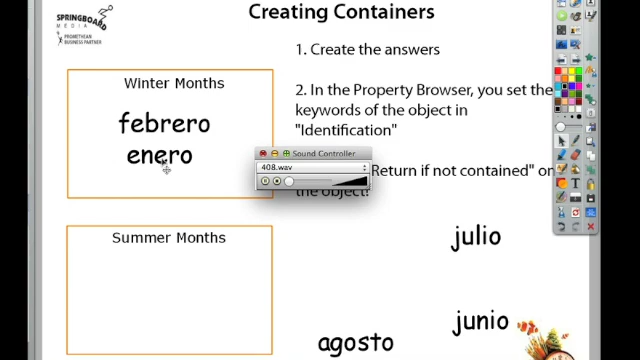 SPRINGBOARD
MEDIA
PROMETHEAN
BUSINESS PARTNER
Creating Containers
1. Create the answers
2. In the Property Browser, you set the
keywords of the object in
"Identification"
Return if not contained" on
the object!
Winter Months
febrero
enero
Sound Controller
408.wav
Summer Months
julio
junio
agosto